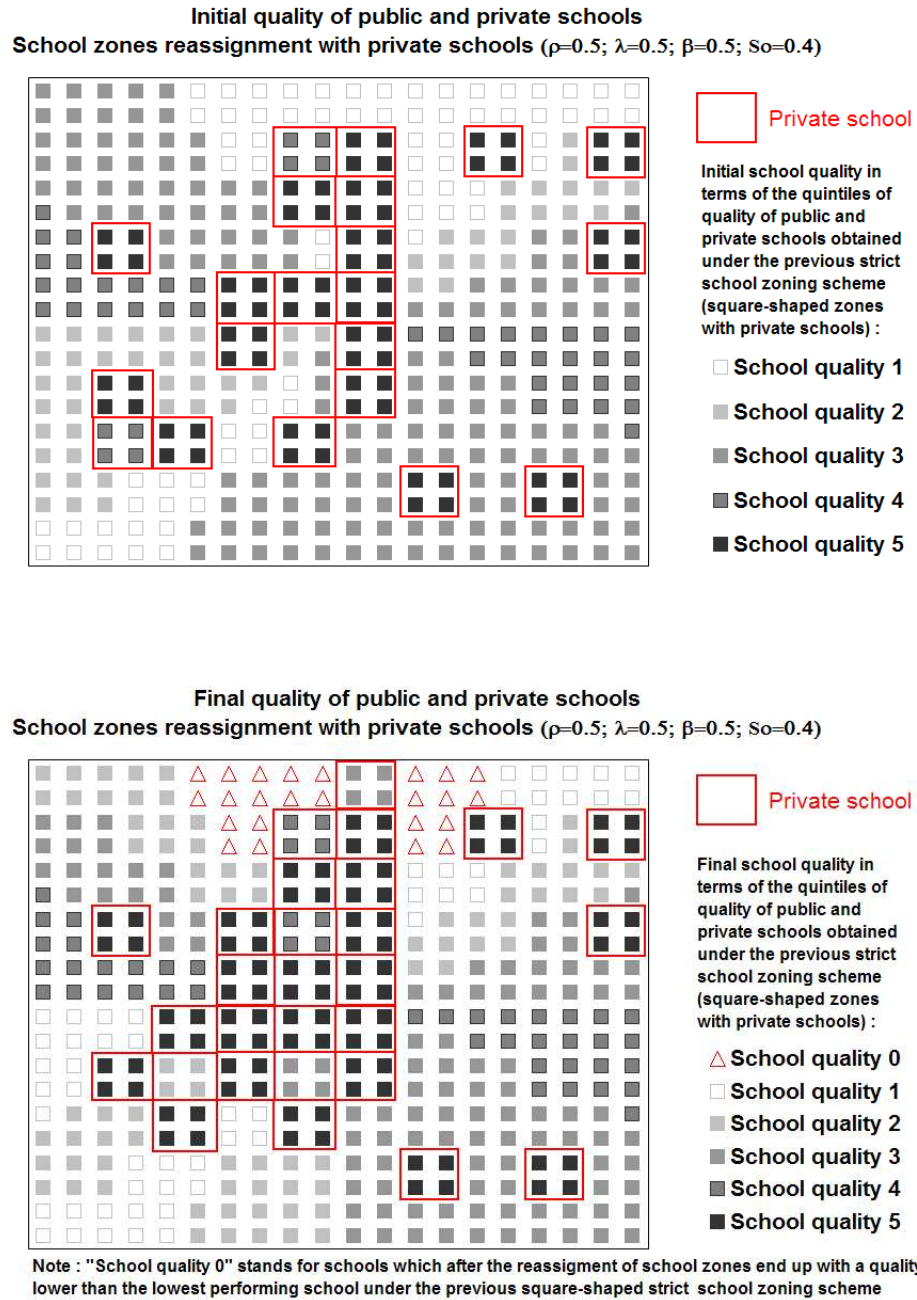 Initial quality of public and private schools
School zones reassignment with private schools (ρ=0.5; λ=0.5; β=0.5; So=0.4)
Private school
Initial school quality in
terms of the quintiles of
quality of public and
private schools obtained
under the previous strict
school zoning scheme
(square-shaped zones
with private schools) :
School quality 1
School quality 2
School quality 3
School quality 4
School quality 5
Final quality of public and private schools
School zones reassignment with private schools (ρ=0.5; λ=0.5; β=0.5; So=0.4)
Private school
Final school quality in
terms of the quintiles of
quality of public and
private schools obtained
under the previous strict
school zoning scheme
(square-shaped zones
with private schools) :
School quality 0
School quality 1
School quality 2
School quality 3
School quality 4
School quality 5
Note : "School quality 0" stands for schools which after the reassigment of school zones end up with a quality
lower than the lowest performing school under the previous square-shaped strict school zoning scheme